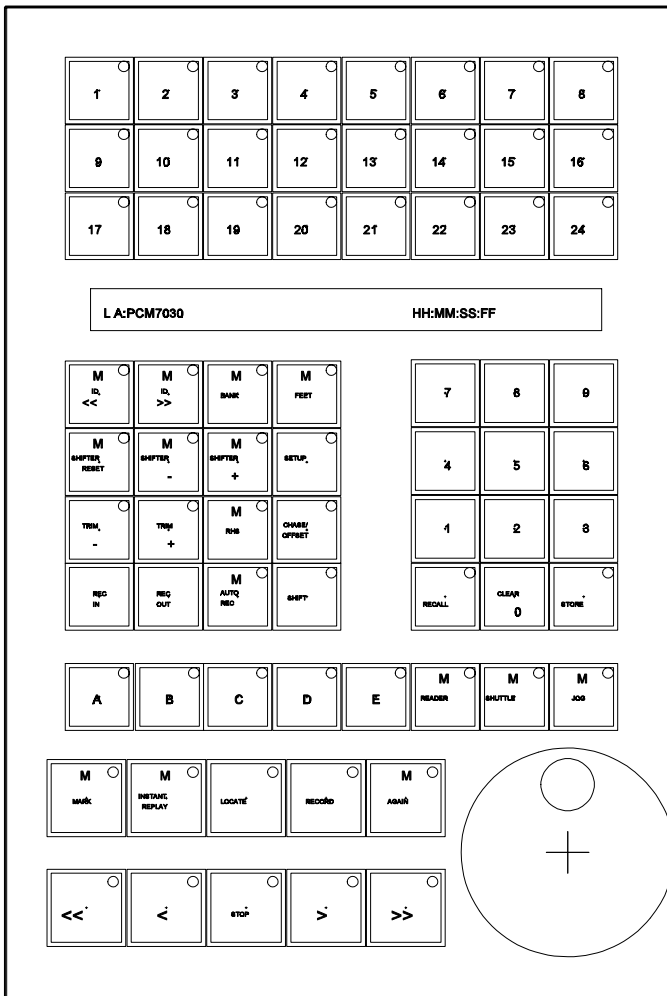 1 2 3 4 5 6 7 8
9 10 11 12 13 14 15 16
17 18 19 20 21 22 23 24
L A:PCM7030 HH:MM:SS:FF
M M M M
ID ID BANK FEET
<< >>
M M M
SHIFTER SHIFTER SHIFTER SETUP
RESET - +
M
TRIM TRIM RHS CHASE/
- + OFFSET
M
REC REC AUTO SHIFT
IN OUT REC
7 8 9
4 5 6
1 2 3
RECALL CLEAR STORE
0
M M M
A B C D E READER SHUTTLE JOG
M M M
MARK INSTANT LOCATE RECORD AGAIN
REPLAY
<< < STOP > >>